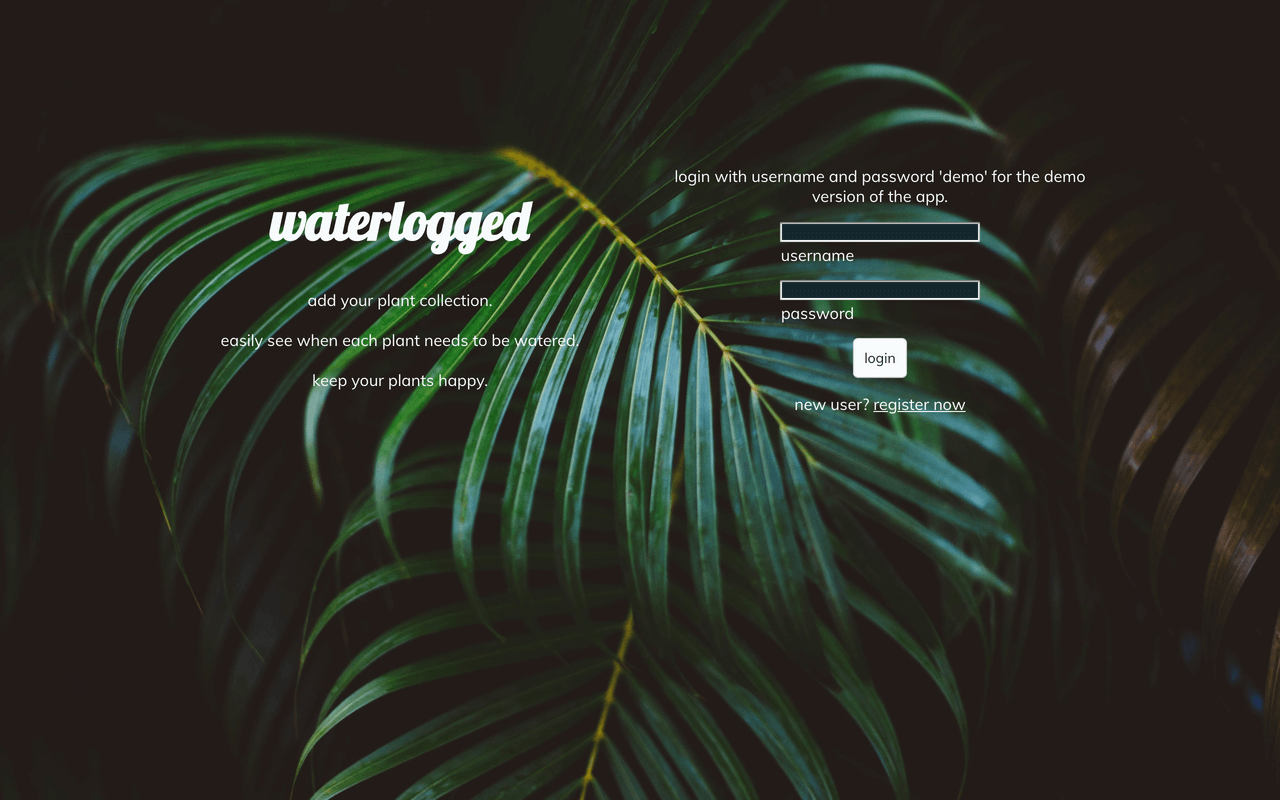 waterlogged
add your plant collection.
easily see when each plant needs to be watered.
keep your plants happy.
login with username and password 'demo' for the demo
version of the app.
username
password
login
new user? register now